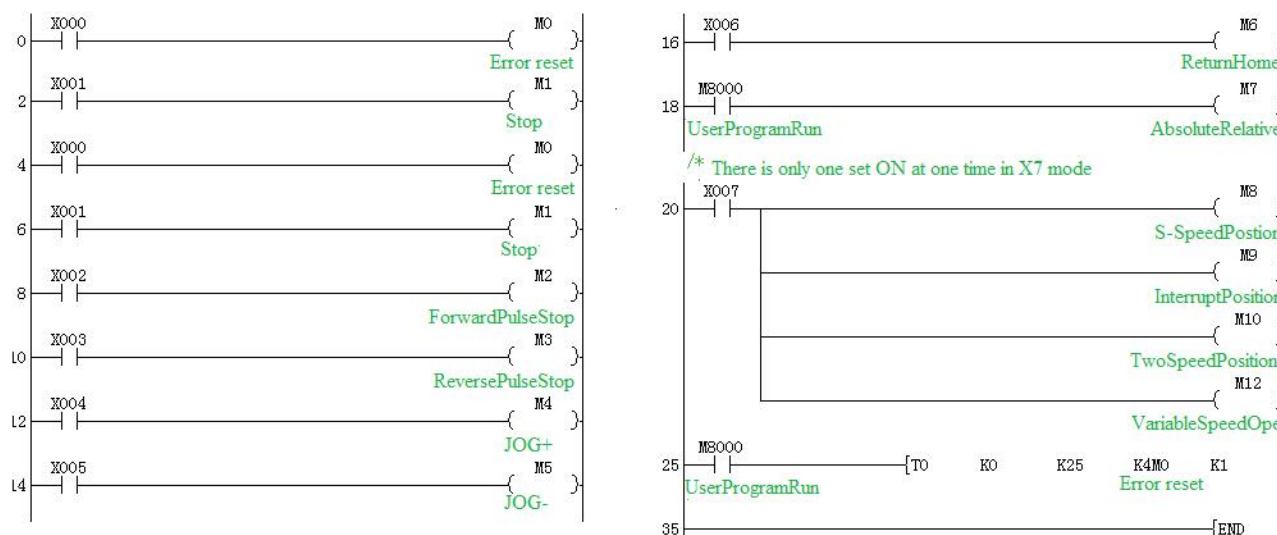 X000 M0
0
Error reset
X001 M1
2
Stop
X000 M0
4
Error reset
X001 M1
6
Stop
X002 M2
8
ForwardPulseStop
X003 M3
10
ReversePulseStop
X004 M4
12
JOG+
X005 M5
14
JOG-
X006 M6
16
ReturnHome
M8000 M7
18
UserProgramRun AbsoluteRelative
/* There is only one set ON at one time in X7 mode
X007 M8
20
S-SpeedPostion
M9
InterruptPosition
M10
TwoSpeedPosition
M12
VariableSpeedOpe
M8000
25 TO K0 K25 K4M0 K1
UserProgramRun Error reset
35 END